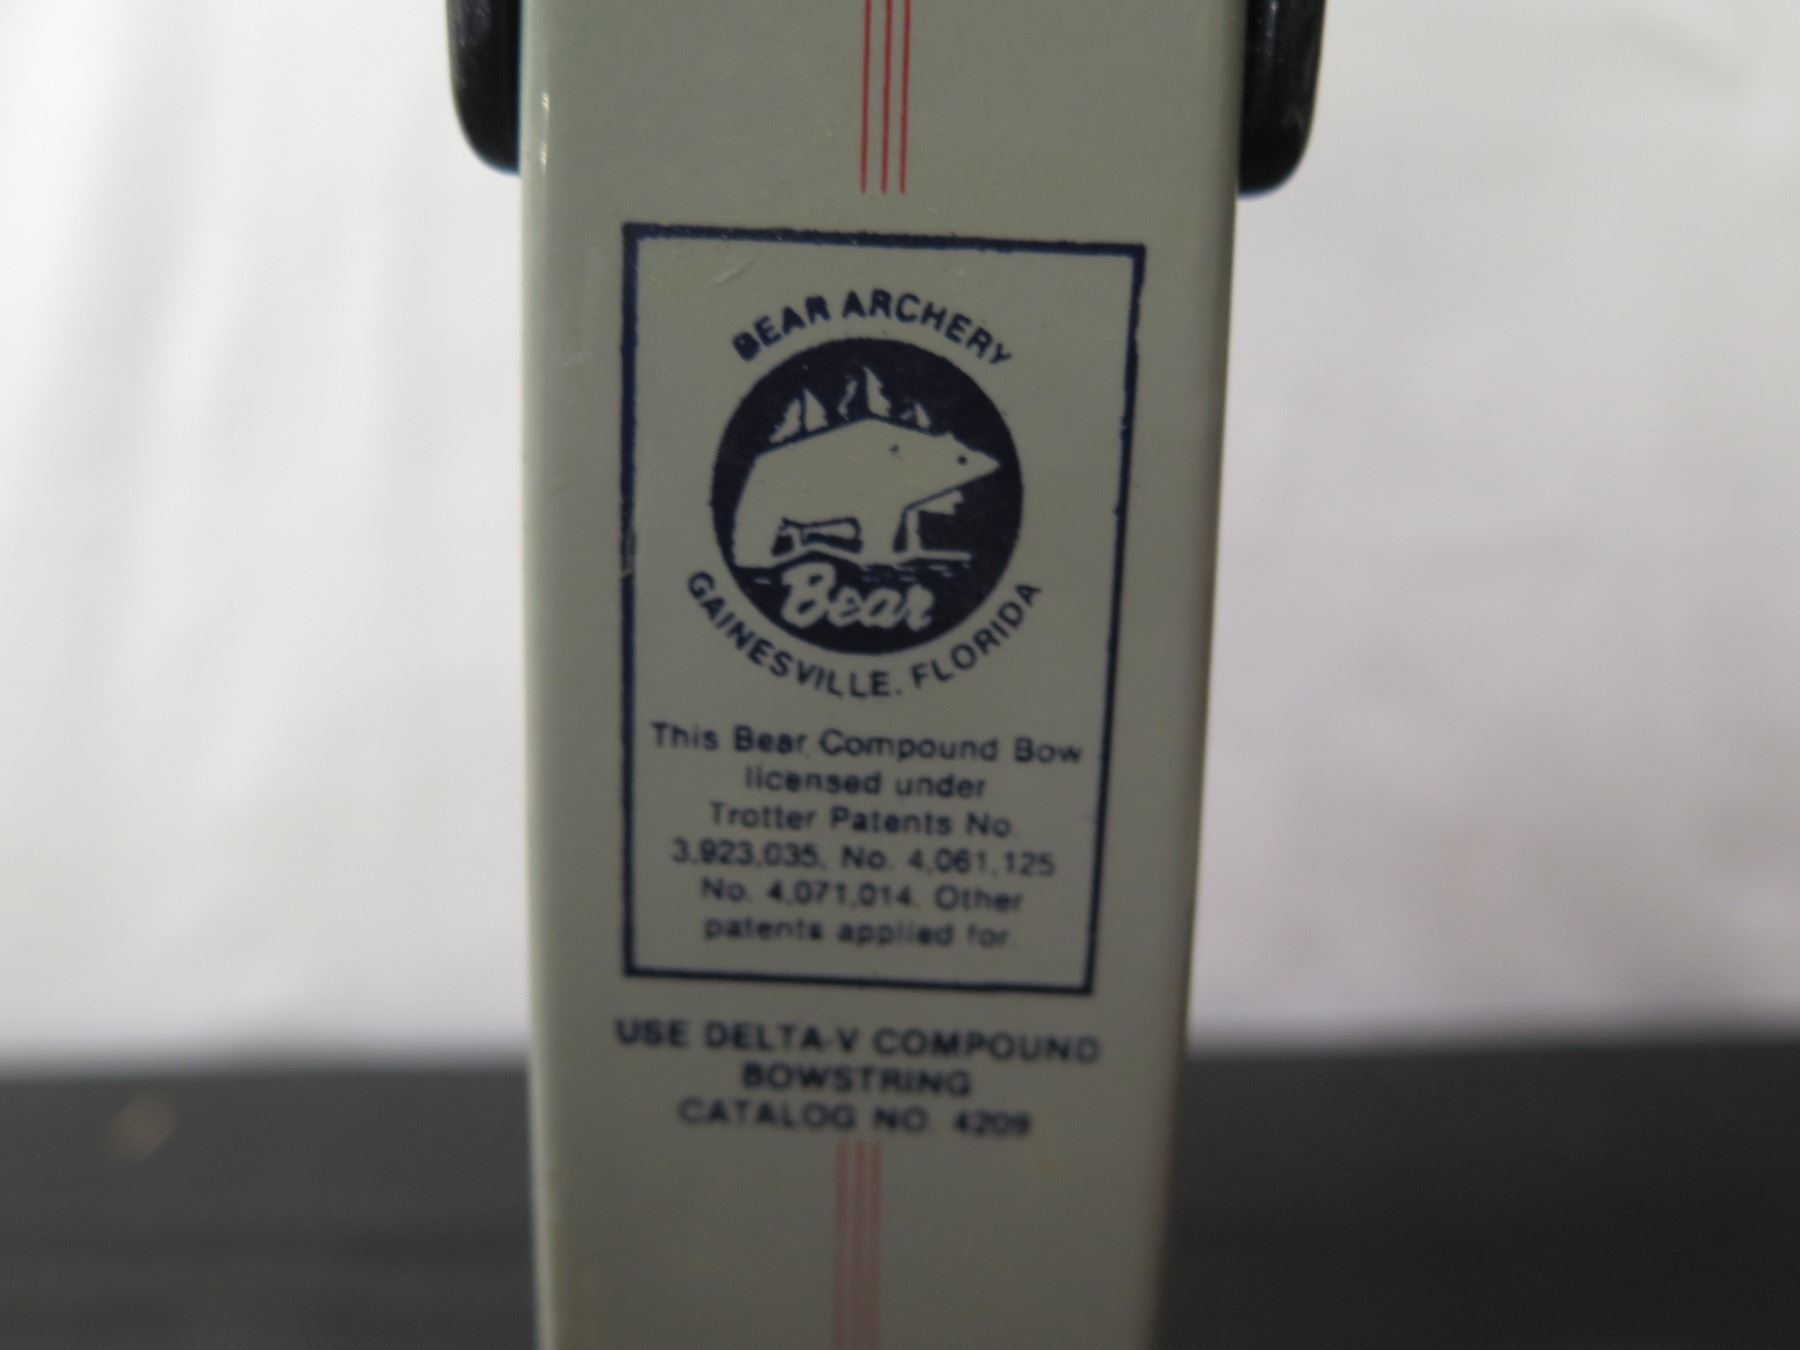 BEAR ARCHERY
Bear
GAINESVILLE, FLORIDA
This Bear Compound Bow
licensed under
Trotter Patents No.
3,923,035, No. 4,061,125
No. 4,071,014. Other
patents applied for.
USE DELTA-V COMPOUND
BOWSTRING
CATALOG NO. 4209